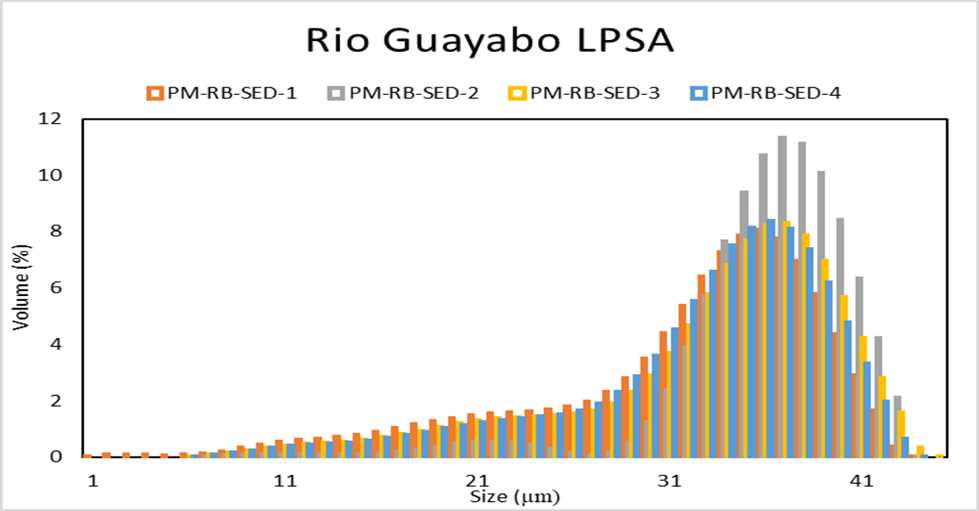 Rio Guayabo LPSA
PM-RB-SED-1 PM-RB-SED-2 PM-RB-SED-3 PM-RB-SED-4
12
10
8
6
4
2
0
Volume (%)
1 11 21 31 41
Size (μm)